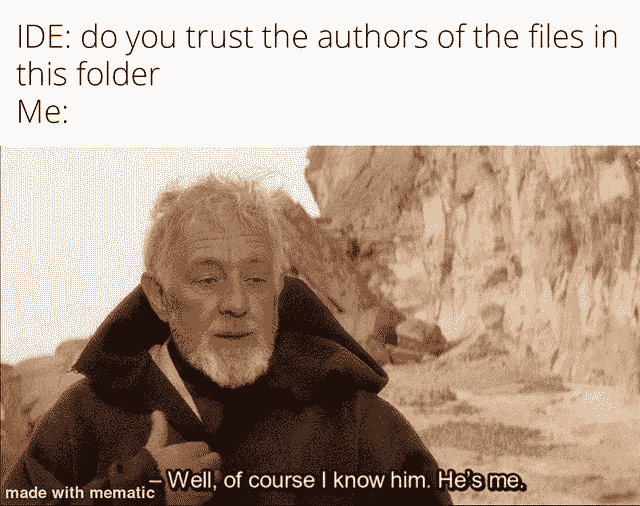 IDE: do you trust the authors of the files in
this folder
Me:
– Well, of course I know him. He's me.
made with mematic